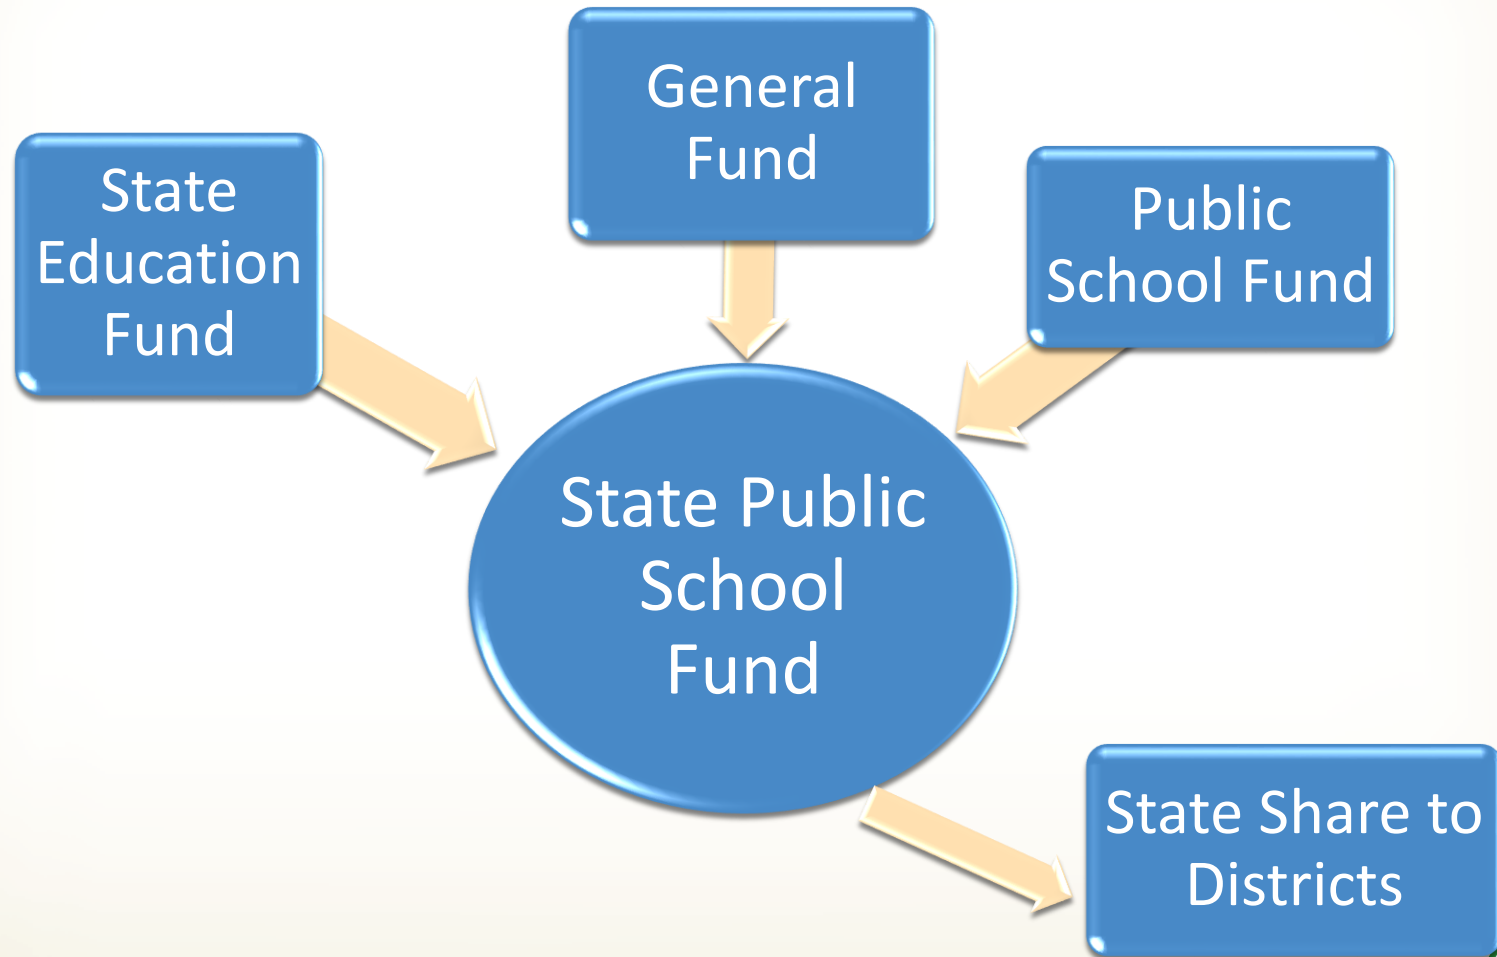 General
Fund
State
Education
Fund
Public
School Fund
State Public
School
Fund
State Share to
Districts